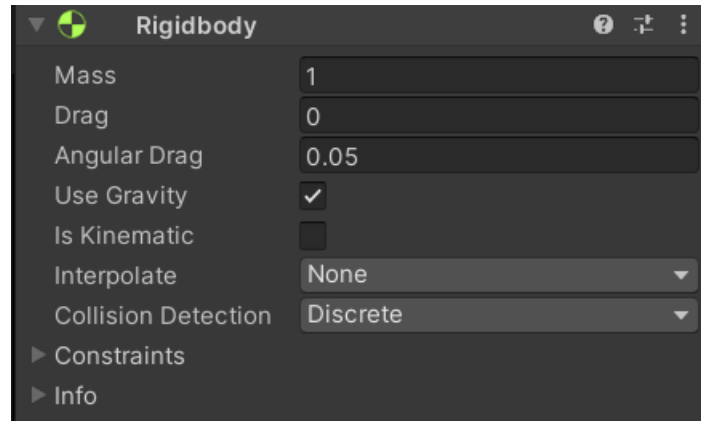 Rigidbody
Mass 1
Drag 0
Angular Drag 0.05
Use Gravity
Is Kinematic
Interpolate None
Collision Detection Discrete
Constraints
Info